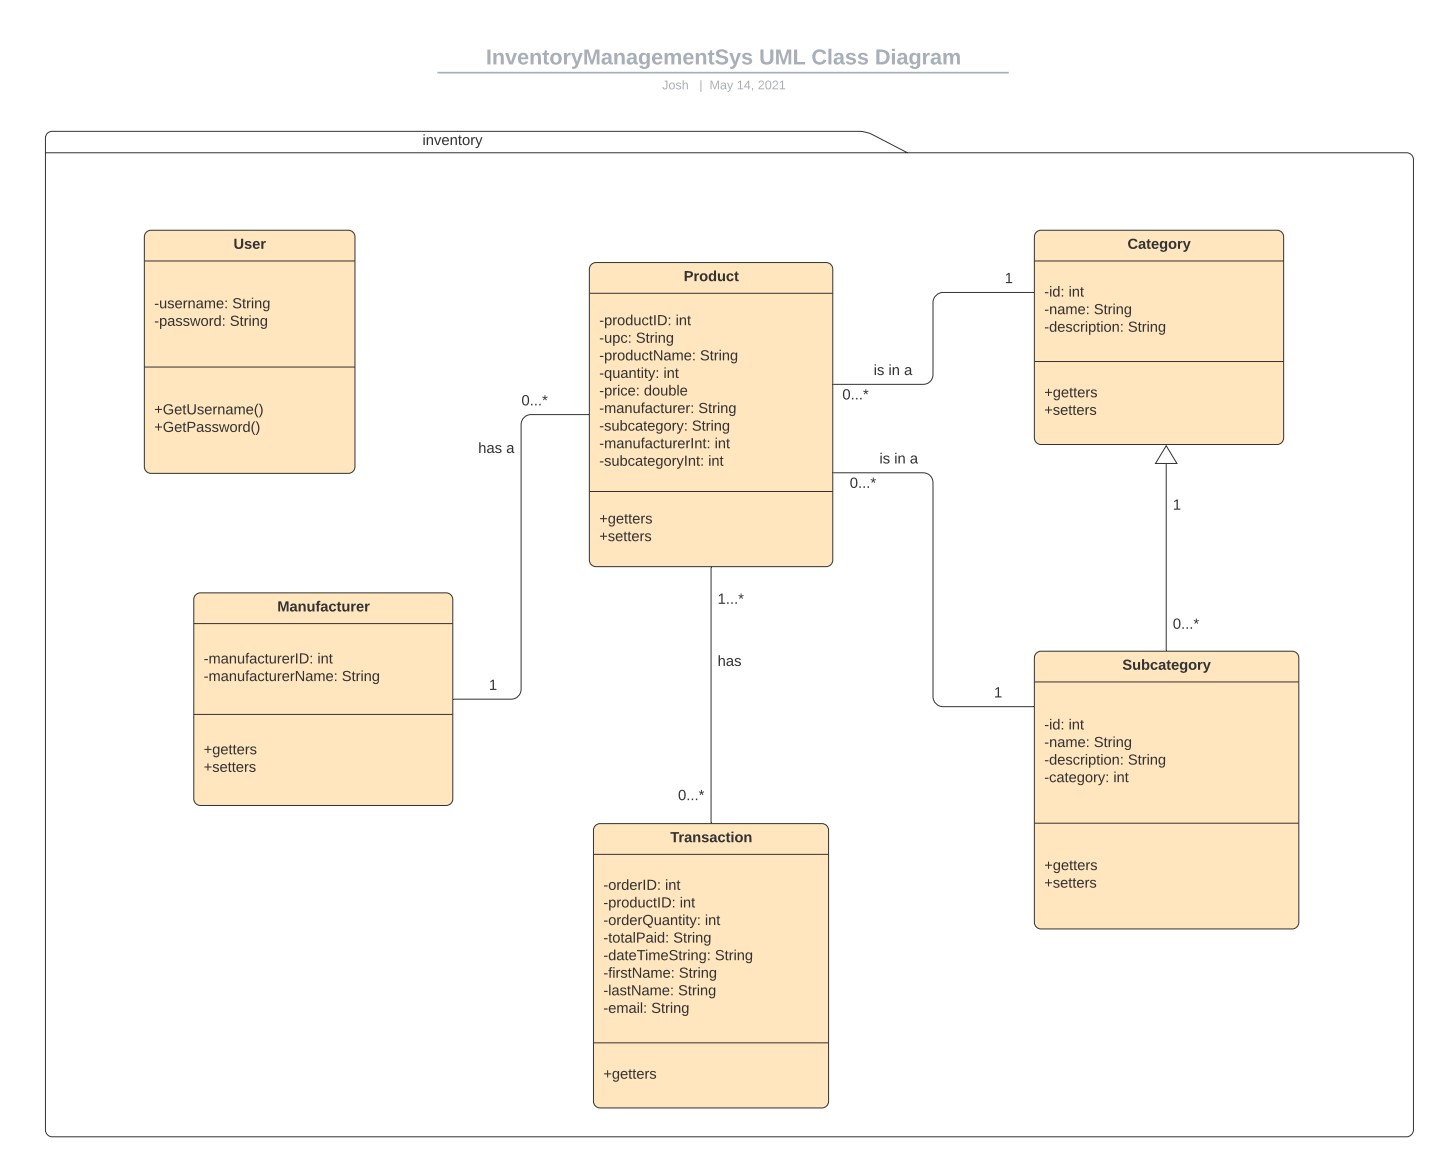 InventoryManagementSys UML Class Diagram
Josh | May 14, 2021
inventory
User
-username: String
-password: String
+GetUsername()
+GetPassword()
Product
-productID: int
-upc: String
-productName: String
-quantity: int
-price: double
-manufacturer: String
-subcategory: String
-manufacturerInt: int
-subcategoryInt: int
+getters
+setters
Category
-id: int
-name: String
-description: String
+getters
+setters
1
is in a
0...*
0...*
has a
is in a
0...*
1
0...*
1...*
has
0...*
1
1
Manufacturer
-manufacturerID: int
-manufacturerName: String
+getters
+setters
Subcategory
-id: int
-name: String
-description: String
-category: int
+getters
+setters
Transaction
-orderID: int
-productID: int
-orderQuantity: int
-totalPaid: String
-dateTimeString: String
-firstName: String
-lastName: String
-email: String
+getters